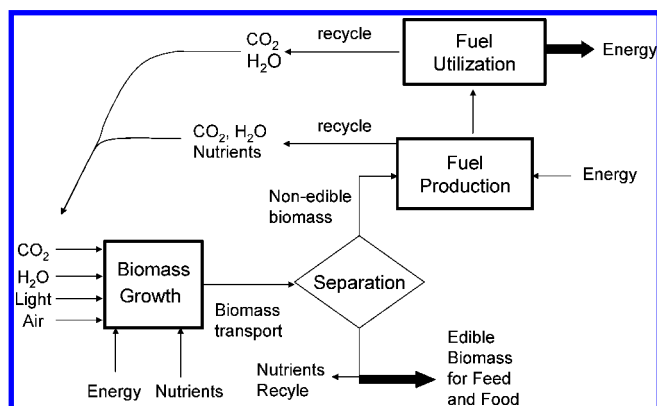 CO₂
H₂O
recycle
Fuel
Utilization
Energy
CO₂, H₂O
Nutrients
recycle
Fuel
Production
Energy
Non-edible
biomass
CO₂
H₂O
Light
Air
Biomass
Growth
Biomass
transport
Separation
Energy
Nutrients
Nutrients
Recyle
Edible
Biomass
for Feed
and Food